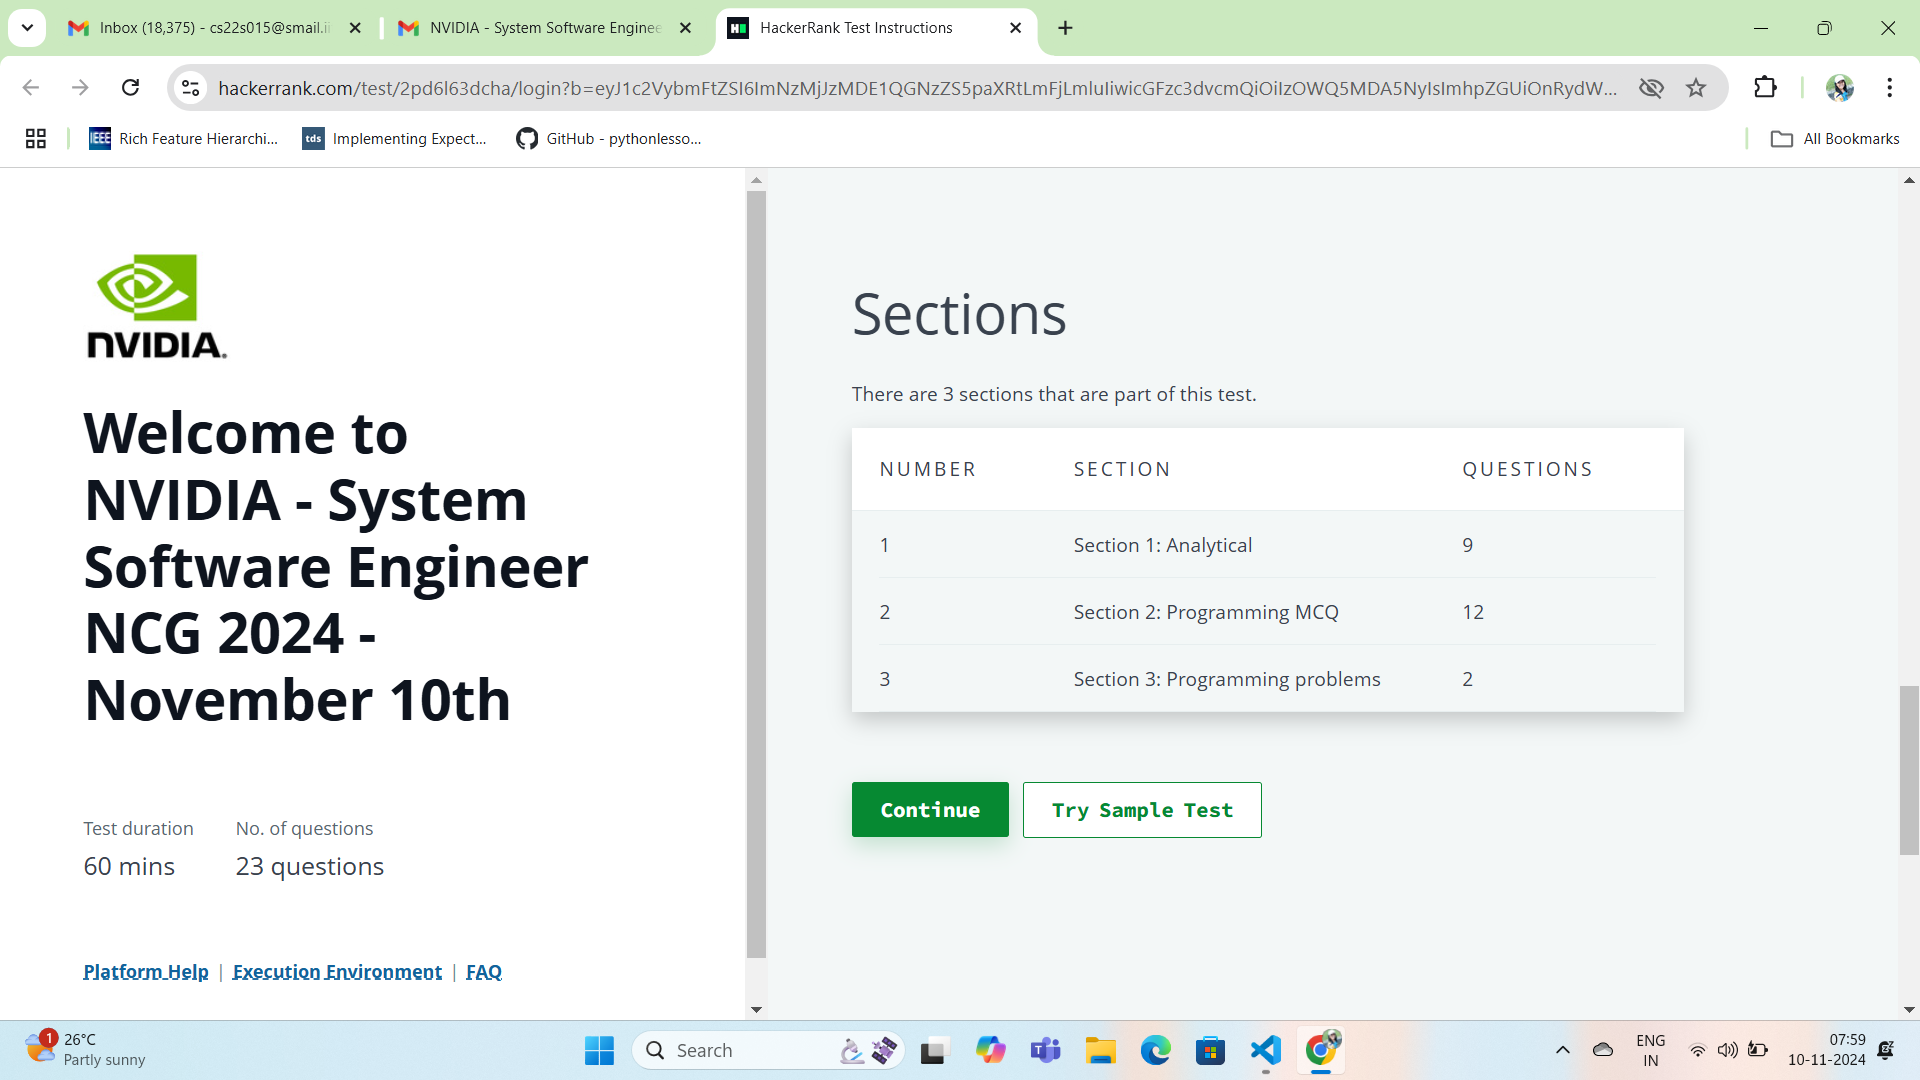 Inbox (18,375) - cs22s015@smail.ii
NVIDIA - System Software Enginee
HackerRank Test Instructions
hackerrank.com/test/2pd6l63dcha/login?b=eyJ1c2VybmFtZSI6ImNzMjJzMDE1QGNzZS5paXRtLmFjLmluIiwicGFzc3dvcmQiOiIzOWQ5MDA5NyIsImhpZGUiOnRydW...
IEEE Rich Feature Hierarchi...
tds Implementing Expect...
GitHub - pythonlesso...
All Bookmarks
NVIDIA.
Welcome to
NVIDIA - System
Software Engineer
NCG 2024 -
November 10th
Test duration
60 mins
No. of questions
23 questions
Platform Help | Execution Environment | FAQ
Sections
There are 3 sections that are part of this test.
NUMBER SECTION QUESTIONS
1 Section 1: Analytical 9
2 Section 2: Programming MCQ 12
3 Section 3: Programming problems 2
Continue
Try Sample Test
1
26°C
Partly sunny
Search
ENG
IN
07:59
10-11-2024